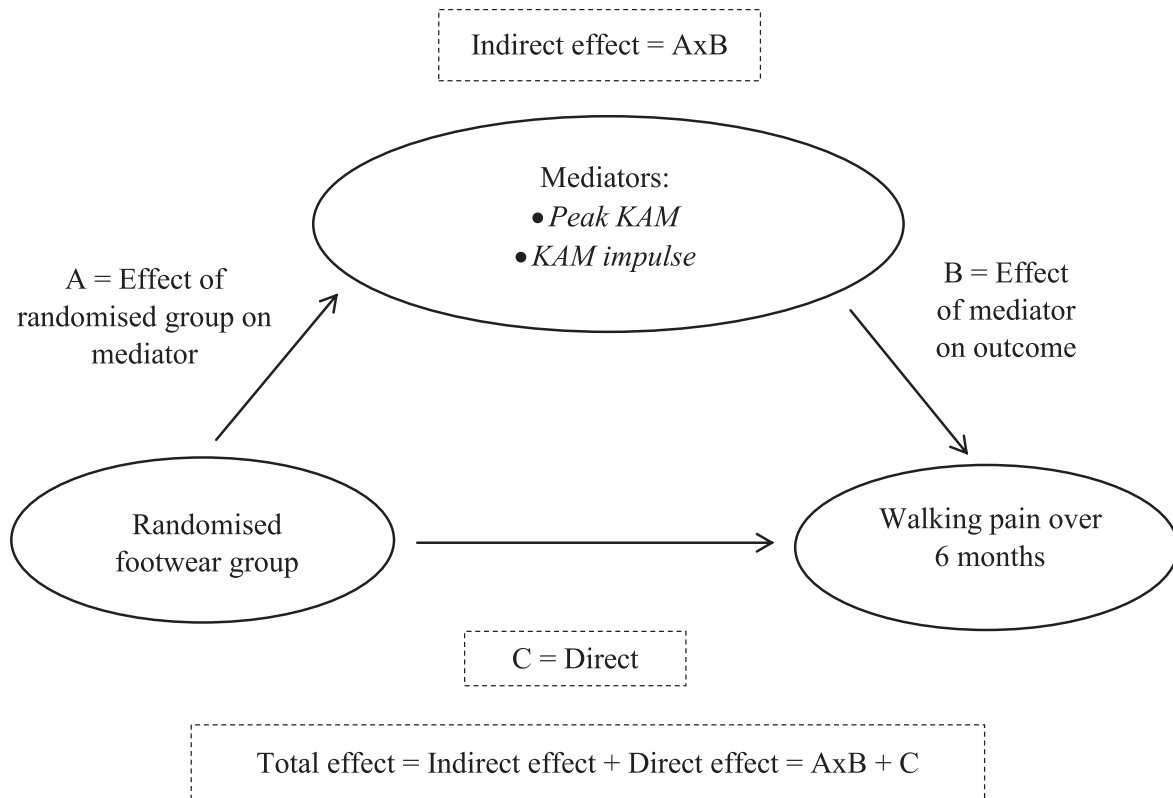 Indirect effect = AxB
Mediators:
• Peak KAM
• KAM impulse
A = Effect of
randomised group on
mediator
B = Effect
of mediator
on outcome
Randomised
footwear group
Walking pain over
6 months
C = Direct
Total effect = Indirect effect + Direct effect = AxB + C